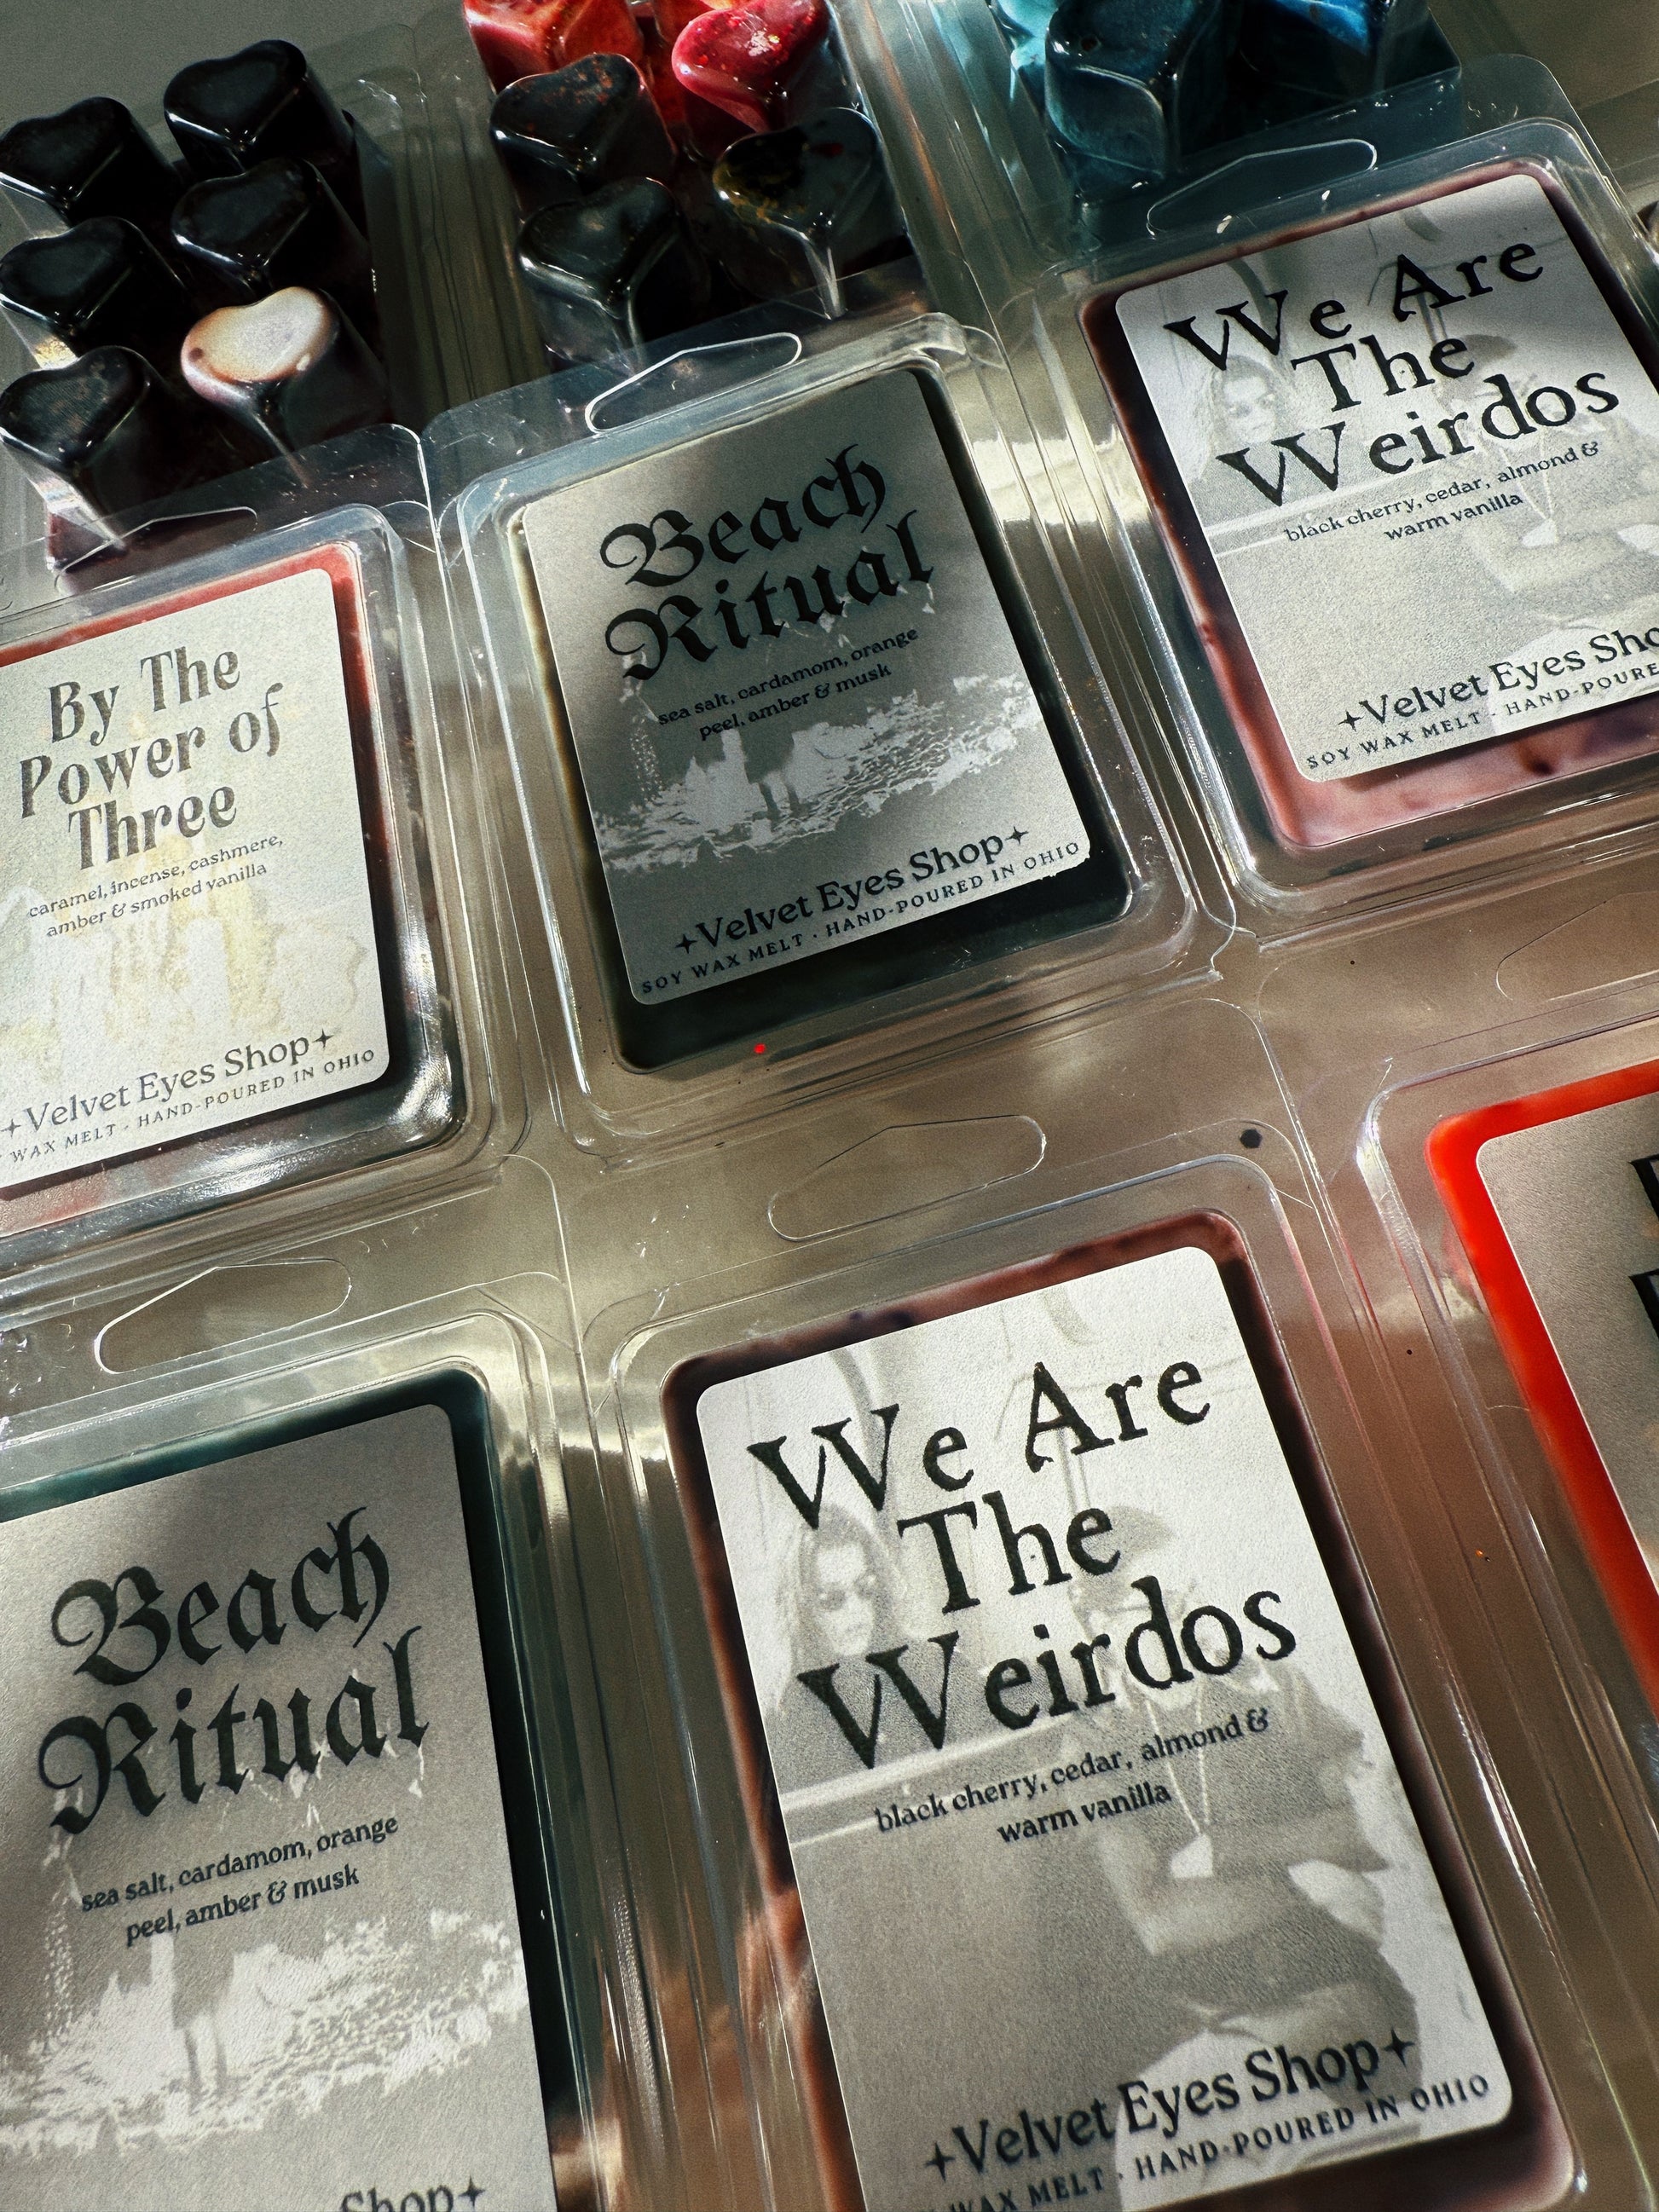 We Are
The
Weirdos
black cherry, cedar, almond &
warm vanilla
✦Velvet Eyes
SOY WAX MELT · HAND-POURED
Beach
Ritual
sea salt, cardamom, orange
peel, amber & musk
✦Velvet Eyes Shop✦
SOY WAX MELT · HAND-POURED IN OHIO
By The
Power of
Three
caramel, incense, cashmere,
amber & smoked vanilla
✦Velvet Eyes Shop✦
WAX MELT · HAND-POURED IN OHIO
Beach
Ritual
sea salt, cardamom, orange
peel, amber & musk
Shop✦
We Are
The
Weirdos
black cherry, cedar, almond &
warm vanilla
✦Velvet Eyes Shop✦
WAX MELT · HAND-POURED IN OHIO